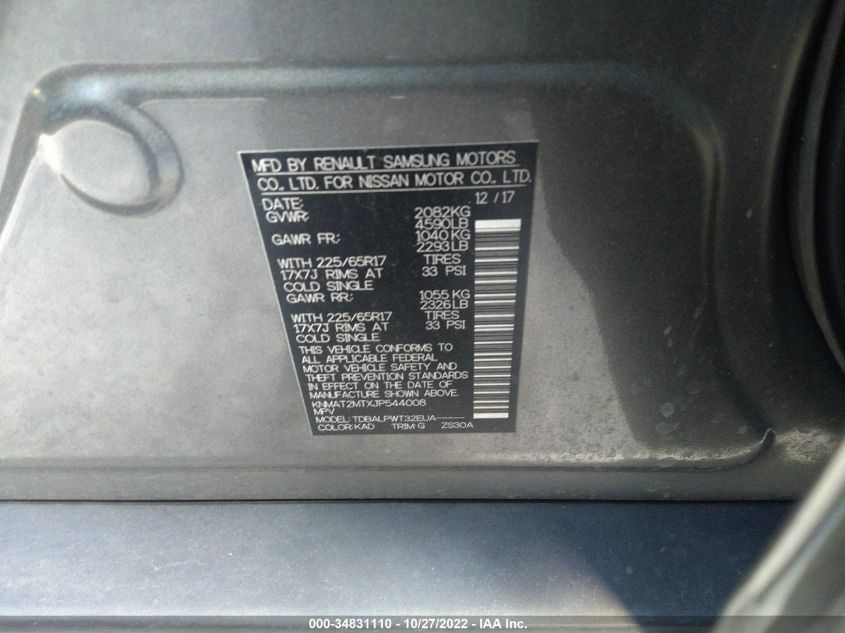 MFD BY RENAULT SAMSUNG MOTORS
CO., LTD. FOR NISSAN MOTOR CO., LTD.
DATE: 12 / 17
GVWR: 2082KG
4590LB
GAWR FR: 1040 KG
2293LB
WITH 225/65R17 TIRES
17X7J RIMS AT 33 PSI
COLD SINGLE
GAWR RR: 1055 KG
2326LB
WITH 225/65R17 TIRES
17X7J RIMS AT 33 PSI
COLD SINGLE
THIS VEHICLE CONFORMS TO
ALL APPLICABLE FEDERAL
MOTOR VEHICLE SAFETY AND
THEFT PREVENTION STANDARDS
IN EFFECT ON THE DATE OF
MANUFACTURE SHOWN ABOVE.
KNMAT2MTXJP544008
MPV
MODEL: TDBALPWT32EUA-----
COLOR:KAD TRIM G ZS30A
000-34831110 - 10/27/2022 - IAA Inc.